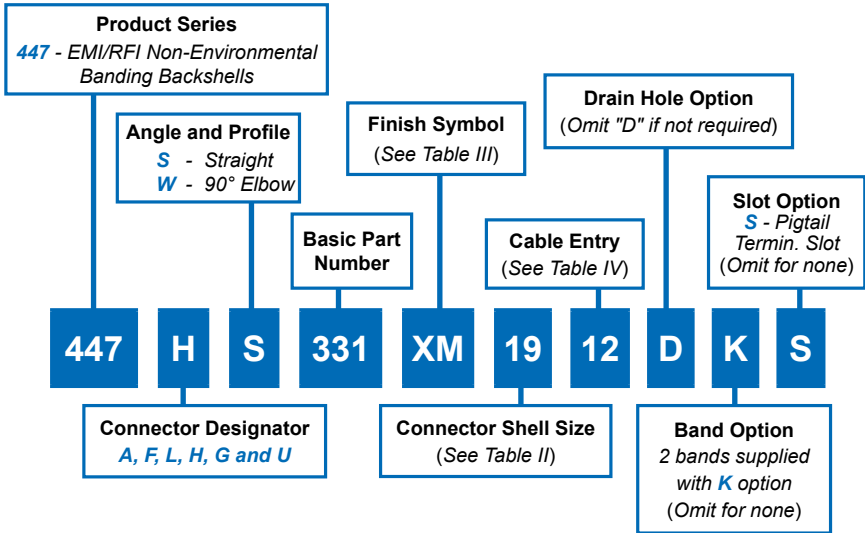 Product Series
447 - EMI/RFI Non-Environmental
Banding Backshells
Angle and Profile
S - Straight
W - 90° Elbow
Finish Symbol
(See Table III)
Drain Hole Option
(Omit "D" if not required)
Basic Part
Number
Cable Entry
(See Table IV)
Slot Option
S - Pigtail
Termin. Slot
(Omit for none)
447 H S 331 XM 19 12 D K S
Connector Designator
A, F, L, H, G and U
Connector Shell Size
(See Table II)
Band Option
2 bands supplied
with K option
(Omit for none)